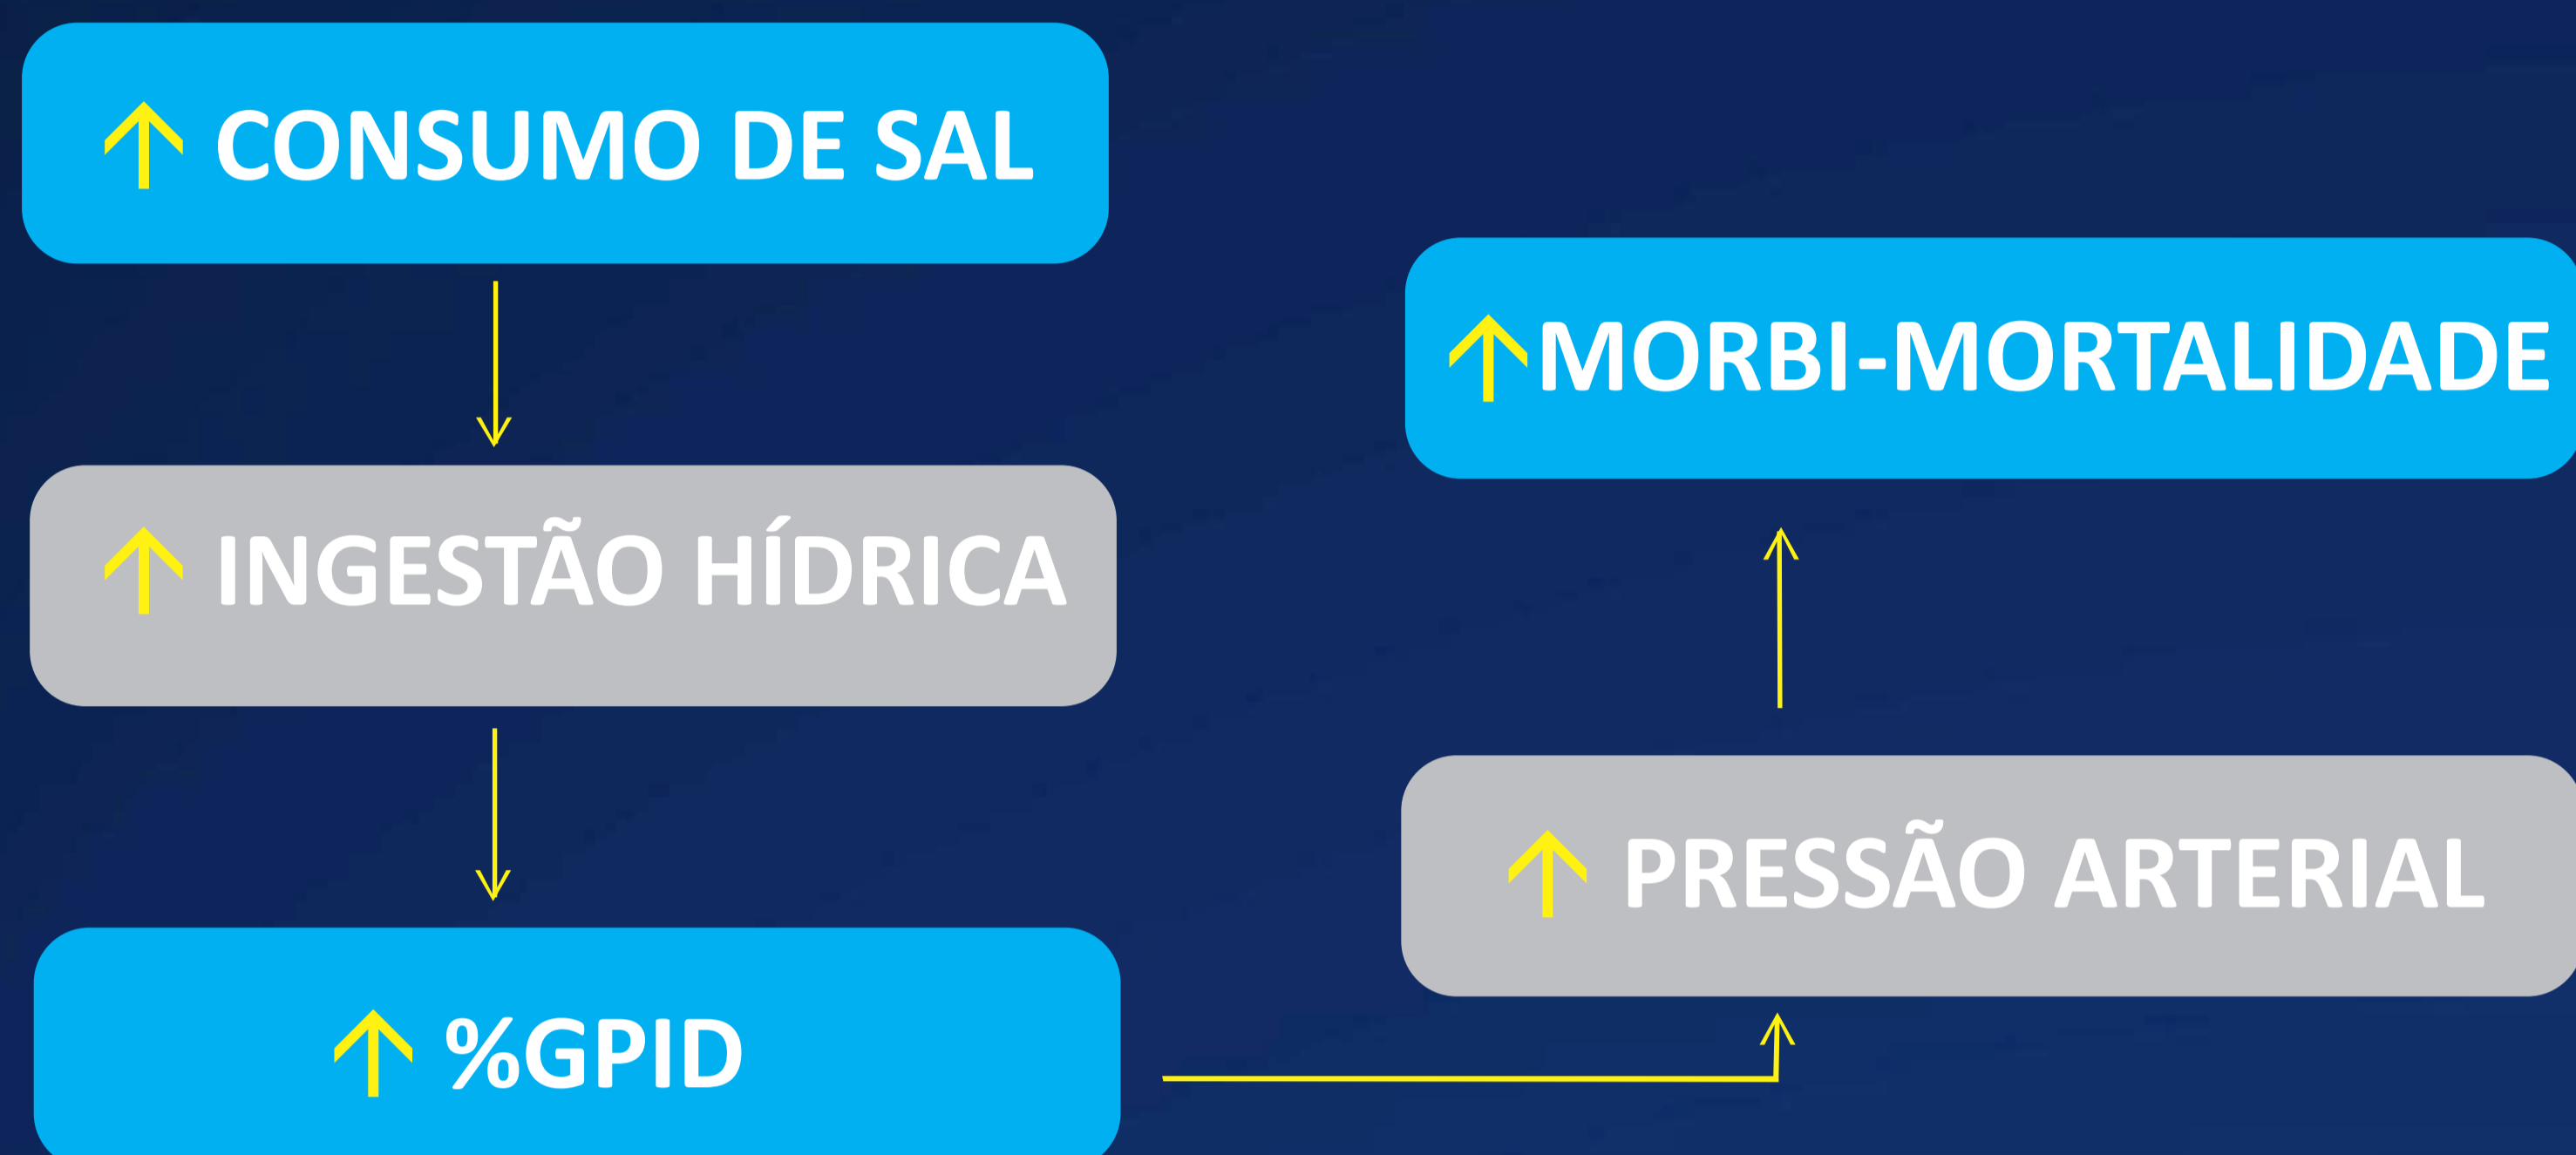 ↑ CONSUMO DE SAL
↑ INGESTÃO HÍDRICA
↑ %GPID
↑ PRESSÃO ARTERIAL
↑MORBI-MORTALIDADE